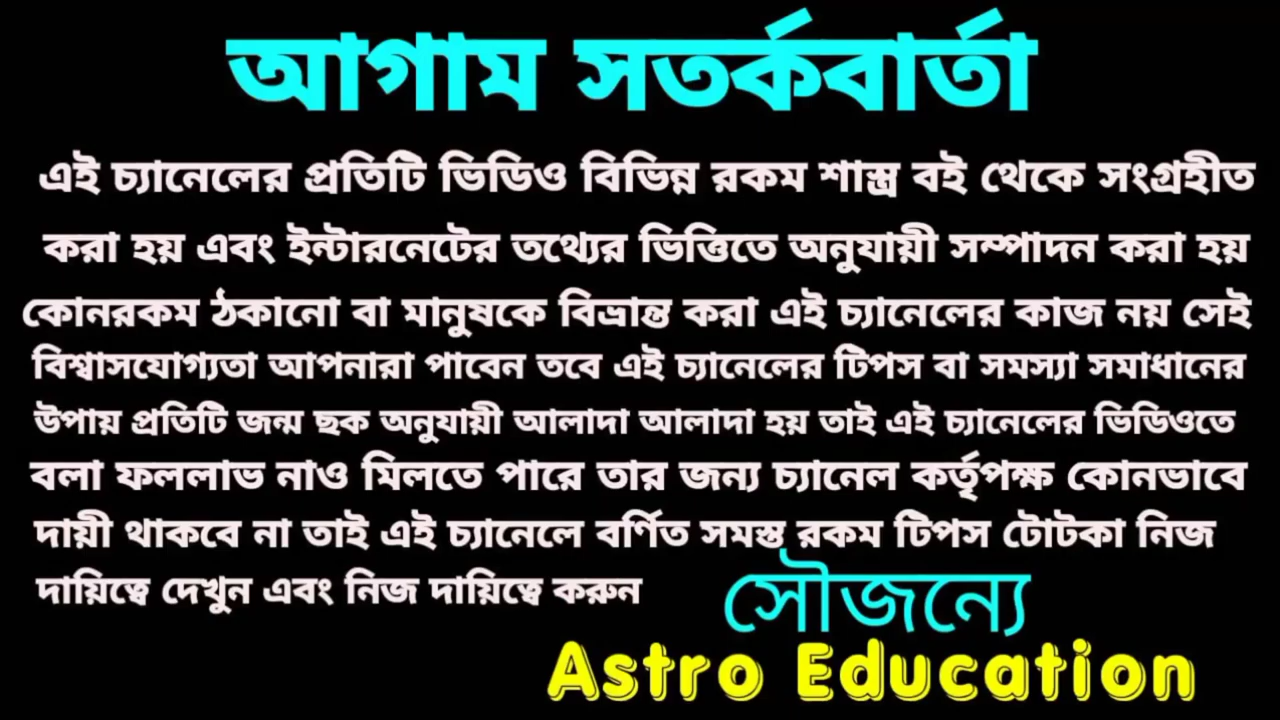 আগাম সতর্কবার্তা
এই চ্যানেলের প্রতিটি ভিডিও বিভিন্ন রকম শাস্ত্র বই থেকে সংগ্রহীত
করা হয় এবং ইন্টারনেটের তথ্যের ভিত্তিতে অনুযায়ী সম্পাদন করা হয়
কোনরকম ঠকানো বা মানুষকে বিভ্রান্ত করা এই চ্যানেলের কাজ নয় সেই
বিশ্বাসযোগ্যতা আপনারা পাবেন তবে এই চ্যানেলের টিপস বা সমস্যা সমাধানের
উপায় প্রতিটি জন্ম ছক অনুযায়ী আলাদা আলাদা হয় তাই এই চ্যানেলের ভিডিওতে
বলা ফললাভ নাও মিলতে পারে তার জন্য চ্যানেল কর্তৃপক্ষ কোনভাবে
দায়ী থাকবে না তাই এই চ্যানেলে বর্ণিত সমস্ত রকম টিপস টোটকা নিজ
দায়িত্বে দেখুন এবং নিজ দায়িত্বে করুন
সৌজন্যে
Astro Education